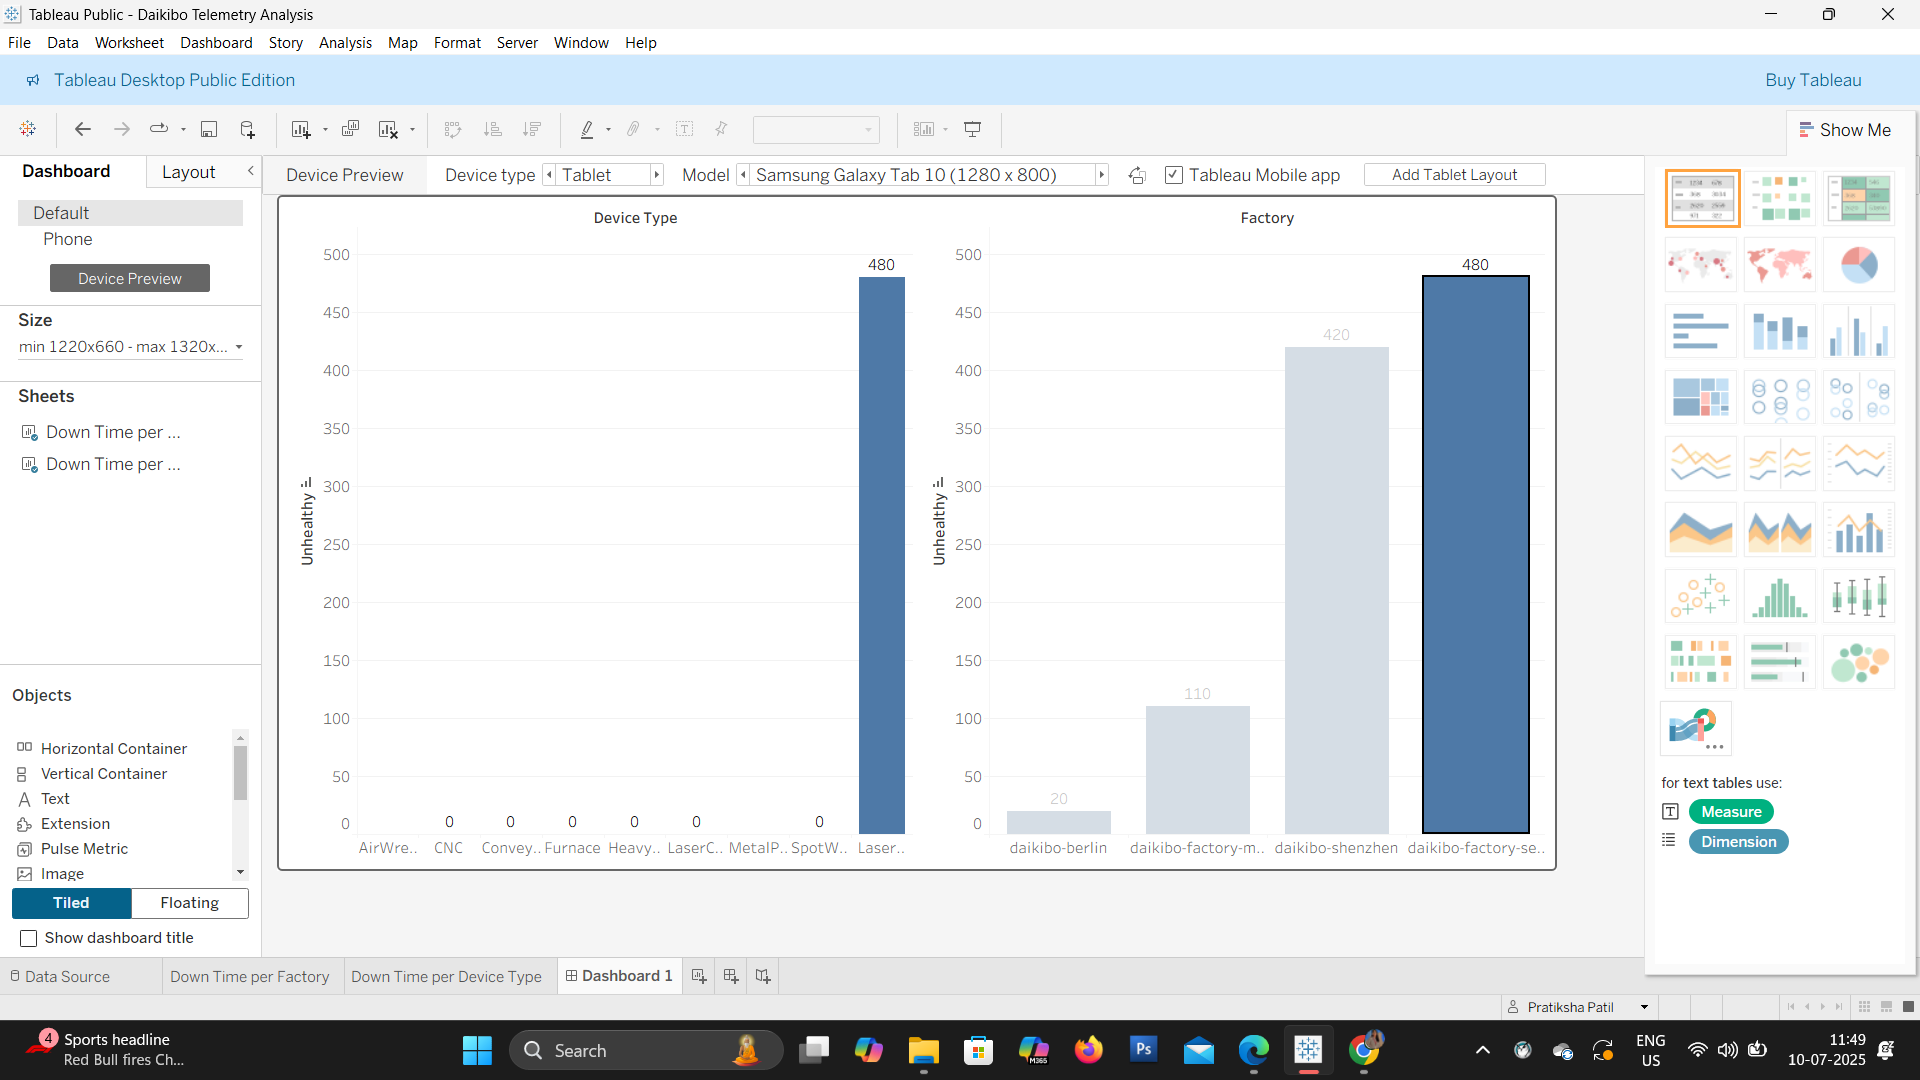 Tableau Public - Daikibo Telemetry Analysis
File Data Worksheet Dashboard Story Analysis Map Format Server Window Help
Tableau Desktop Public Edition
Buy Tableau
Show Me
Dashboard Layout
Device Preview Device type Tablet Model Samsung Galaxy Tab 10 (1280 x 800) Tableau Mobile app Add Tablet Layout
Default
Phone
Device Preview
Size
min 1220x660 - max 1320x...
Sheets
Down Time per ...
Down Time per ...
Objects
Horizontal Container
Vertical Container
Text
Extension
Pulse Metric
Image
Tiled Floating
Show dashboard title
Device Type
Unhealthy
500
450
400
350
300
250
200
150
100
50
0
480
0 0 0 0 0 0
AirWre.. CNC Convey.. Furnace Heavy.. LaserC.. MetalP.. SpotW.. Laser..
Factory
Unhealthy
500
450
400
350
300
250
200
150
100
50
0
20 110 420 480
daikibo-berlin daikibo-factory-m.. daikibo-shenzhen daikibo-factory-se..
for text tables use:
Measure
Dimension
Data Source Down Time per Factory Down Time per Device Type Dashboard 1
Pratiksha Patil
4
Sports headline
Red Bull fires Ch...
Search
M365
Ps
ENG
US
11:49
10-07-2025